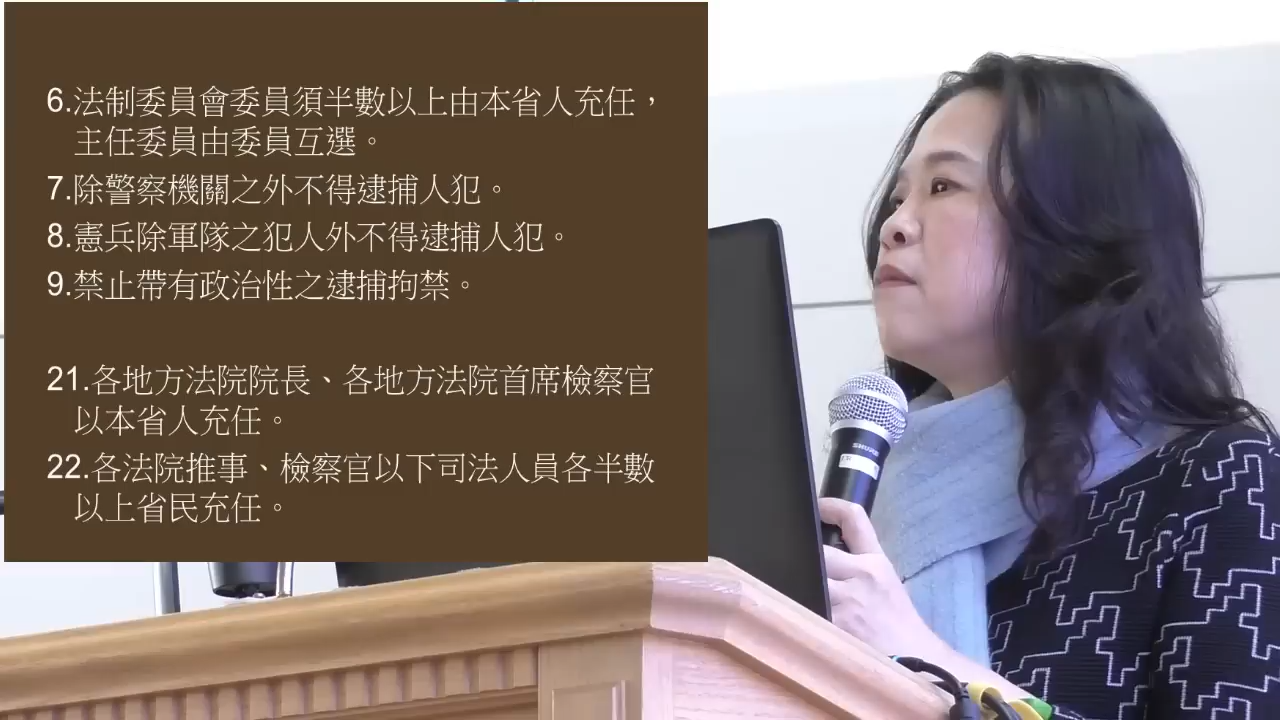 6.法制委員會委員須半數以上由本省人充任，
主任委員由委員互選。
7.除警察機關之外不得逮捕人犯。
8.憲兵除軍隊之犯人外不得逮捕人犯。
9.禁止帶有政治性之逮捕拘禁。
21.各地方法院院長、各地方法院首席檢察官
以本省人充任。
22.各法院推事、檢察官以下司法人員各半數
以上省民充任。
SHURE